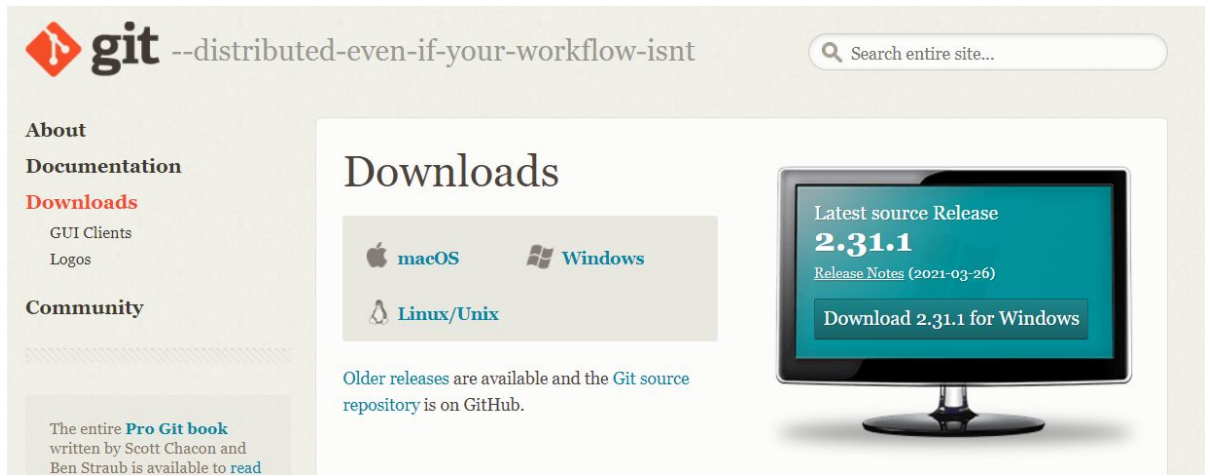 git --distributed-even-if-your-workflow-isnt
Search entire site...
About
Documentation
Downloads
GUI Clients
Logos
Community
The entire Pro Git book
written by Scott Chacon and
Ben Straub is available to read
Downloads
macOS
Windows
Linux/Unix
Older releases are available and the Git source
repository is on GitHub.
Latest source Release
2.31.1
Release Notes (2021-03-26)
Download 2.31.1 for Windows